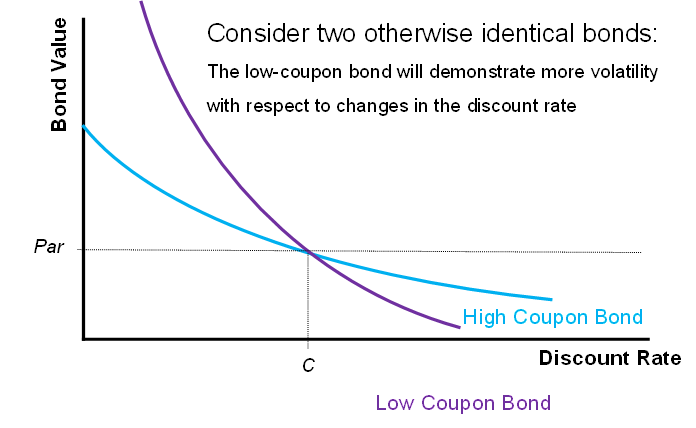 Consider two otherwise identical bonds:
The low-coupon bond will demonstrate more volatility
with respect to changes in the discount rate
Bond Value
Par
High Coupon Bond
C
Discount Rate
Low Coupon Bond